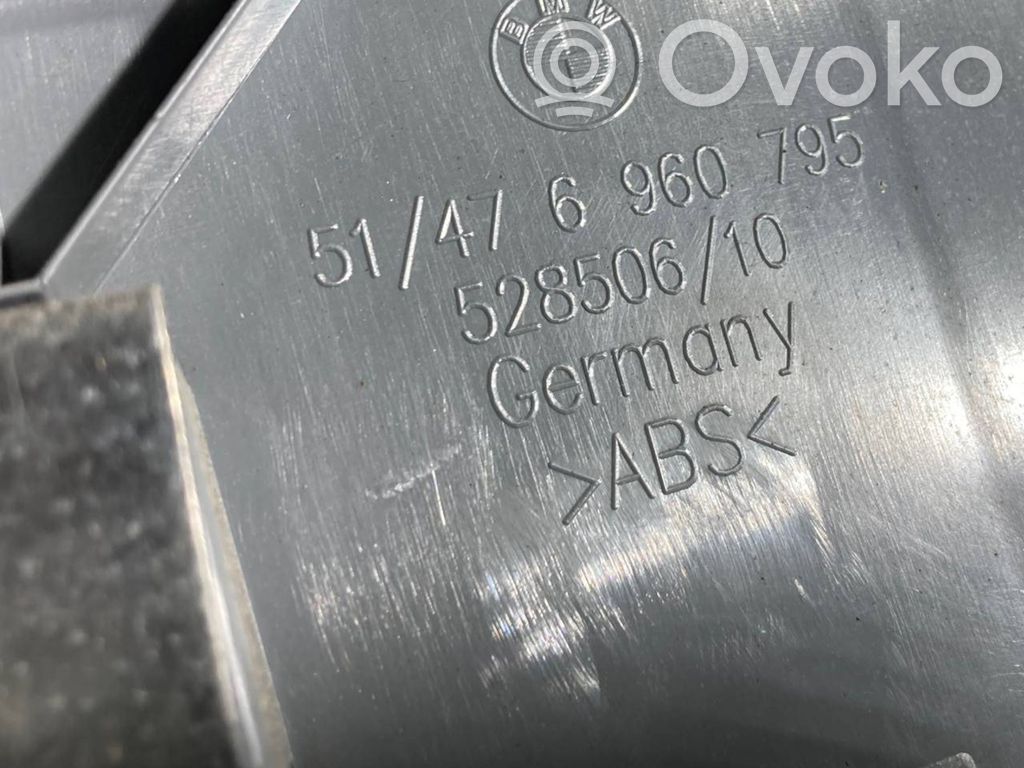 BMW
Ovoko
51/47 6 960 795
528506/10
Germany
>ABS<